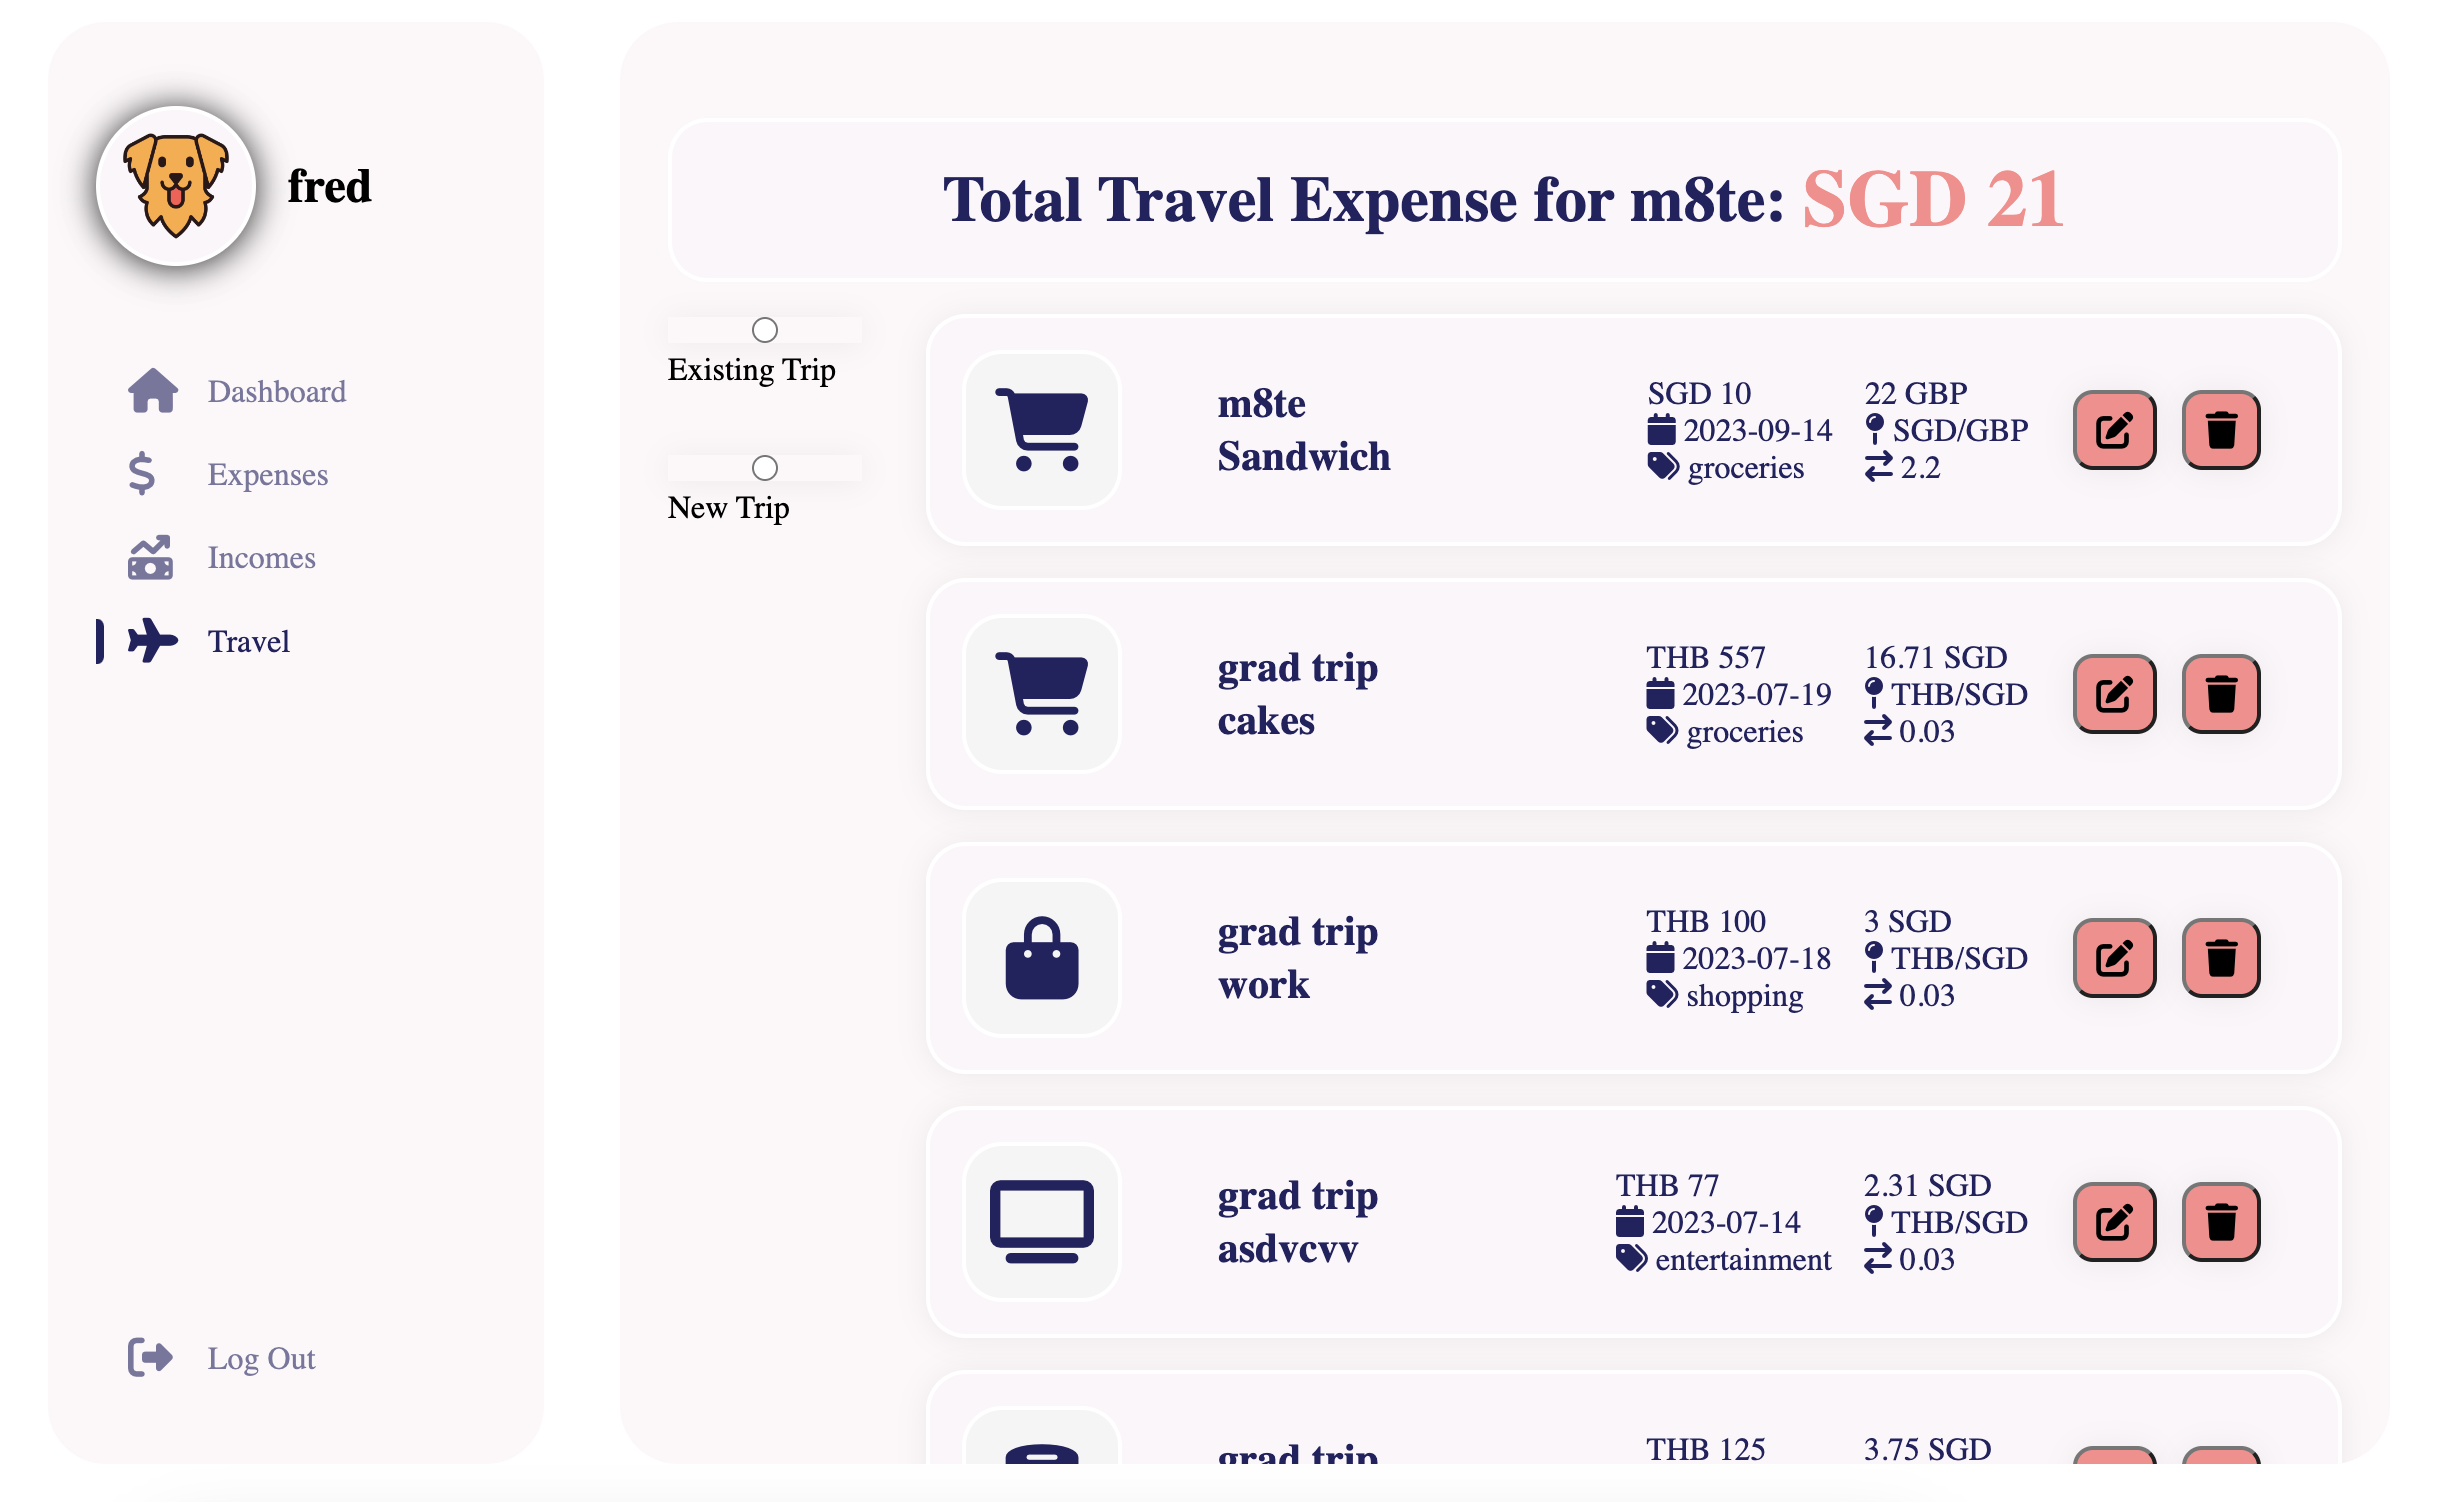 fred
Dashboard
Expenses
Incomes
Travel
Log Out
Total Travel Expense for m8te: SGD 21
Existing Trip
New Trip
m8te
Sandwich
SGD 10
2023-09-14
groceries
22 GBP
SGD/GBP
2.2
grad trip
cakes
THB 557
2023-07-19
groceries
16.71 SGD
THB/SGD
0.03
grad trip
work
THB 100
2023-07-18
shopping
3 SGD
THB/SGD
0.03
grad trip
asdvcvv
THB 77
2023-07-14
entertainment
2.31 SGD
THB/SGD
0.03
grad trip
THB 125
3.75 SGD